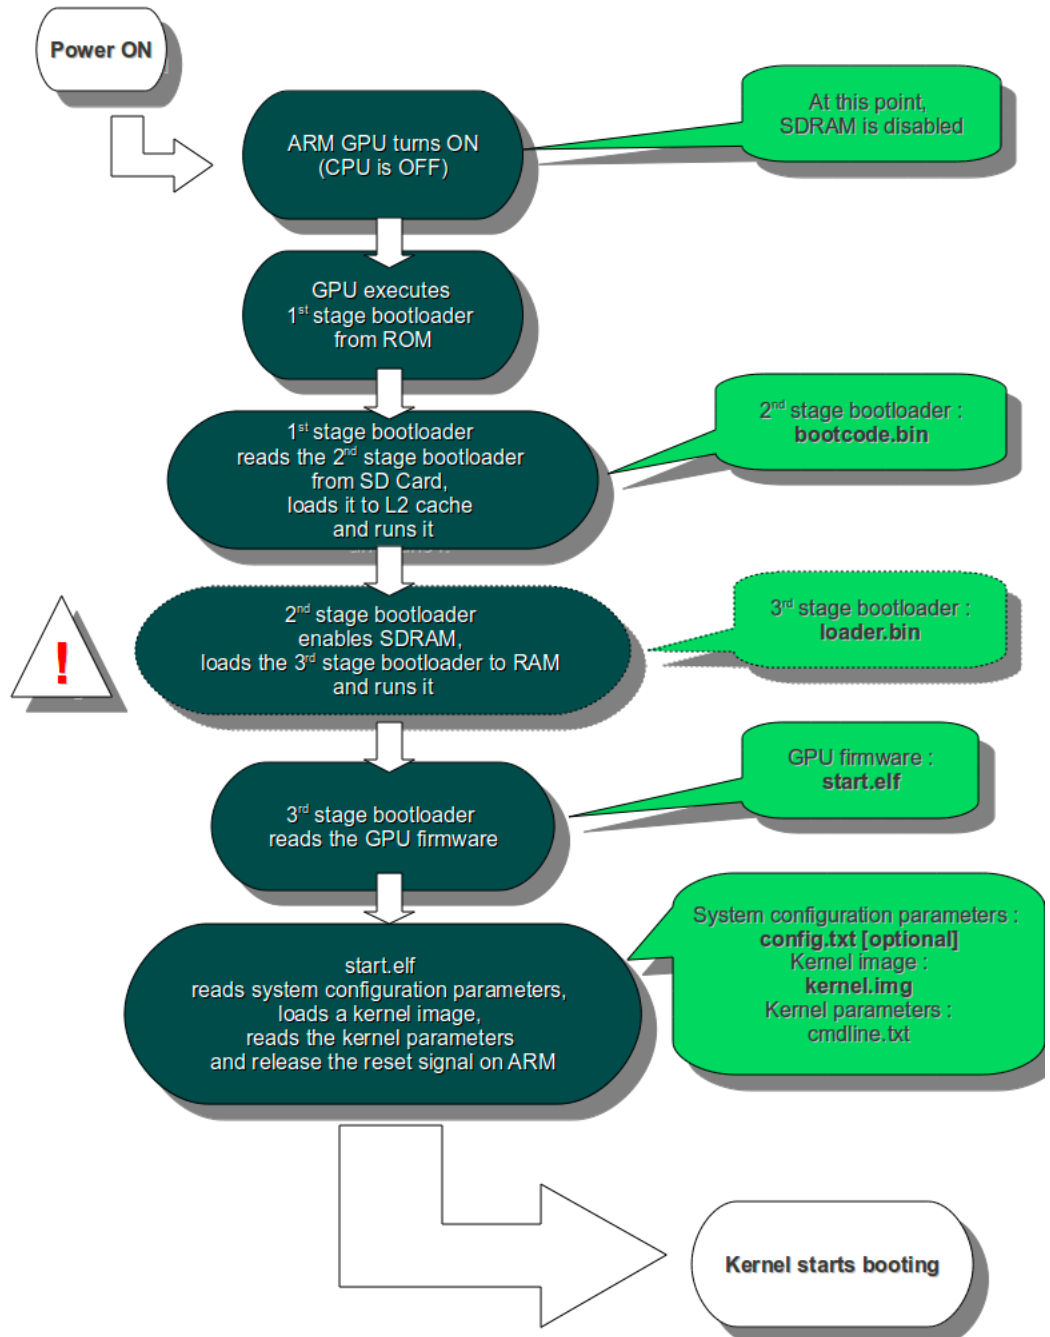 Power ON
ARM GPU turns ON
(CPU is OFF)
At this point,
SDRAM is disabled
GPU executes
1st stage bootloader
from ROM
1st stage bootloader
reads the 2nd stage bootloader
from SD Card,
loads it to L2 cache
and runs it
2nd stage bootloader :
bootcode.bin
2nd stage bootloader
enables SDRAM,
loads the 3rd stage bootloader to RAM
and runs it
3rd stage bootloader :
loader.bin
!
3rd stage bootloader
reads the GPU firmware
GPU firmware :
start.elf
start.elf
reads system configuration parameters,
loads a kernel image,
reads the kernel parameters
and release the reset signal on ARM
System configuration parameters :
config.txt [optional]
Kernel image :
kernel.img
Kernel parameters :
cmdline.txt
Kernel starts booting